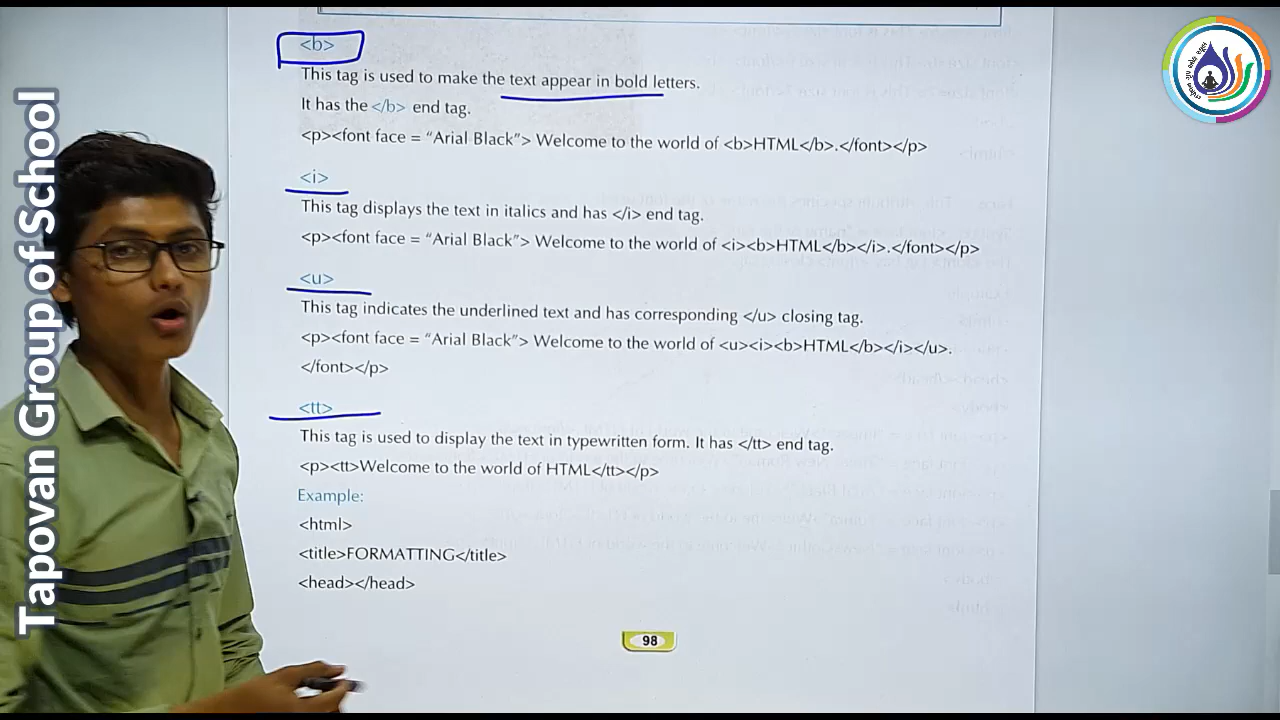 <b>
This tag is used to make the text appear in bold letters.
It has the </b> end tag.
<p><font face = “Arial Black”> Welcome to the world of <b>HTML</b>.</font></p>
<i>
This tag displays the text in italics and has </i> end tag.
<p><font face = “Arial Black”> Welcome to the world of <i><b>HTML</b></i>.</font></p>
<u>
This tag indicates the underlined text and has corresponding </u> closing tag.
<p><font face = “Arial Black”> Welcome to the world of <u><i><b>HTML</b></i></u>.
</font></p>
<tt>
This tag is used to display the text in typewritten form. It has </tt> end tag.
<p><tt>Welcome to the world of HTML</tt></p>
Example:
<html>
<title>FORMATTING</title>
<head></head>
98
Tapovan Group of School